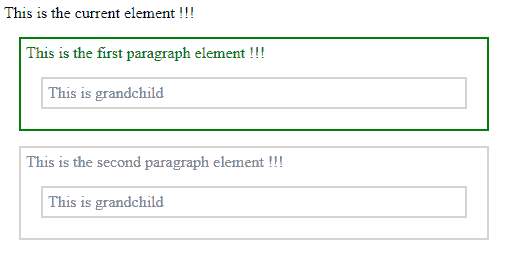 This is the current element !!!
This is the first paragraph element !!!
This is grandchild
This is the second paragraph element !!!
This is grandchild